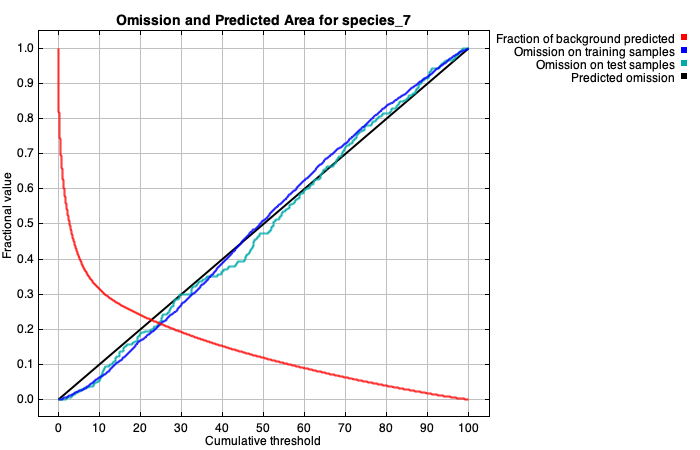 Omission and Predicted Area for species_7
Fraction of background predicted
Omission on training samples
Omission on test samples
Predicted omission
Fractional value
1.0
0.9
0.8
0.7
0.6
0.5
0.4
0.3
0.2
0.1
0.0
0 10 20 30 40 50 60 70 80 90 100
Cumulative threshold